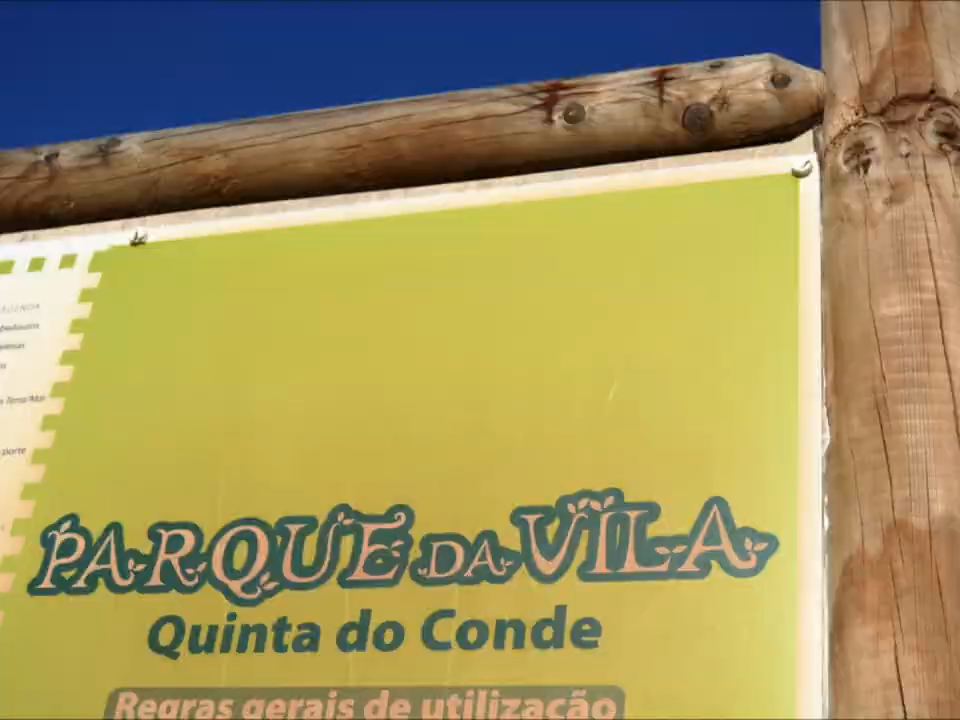 PARQUE DA VILA
Quinta do Conde
Regras gerais de utilização